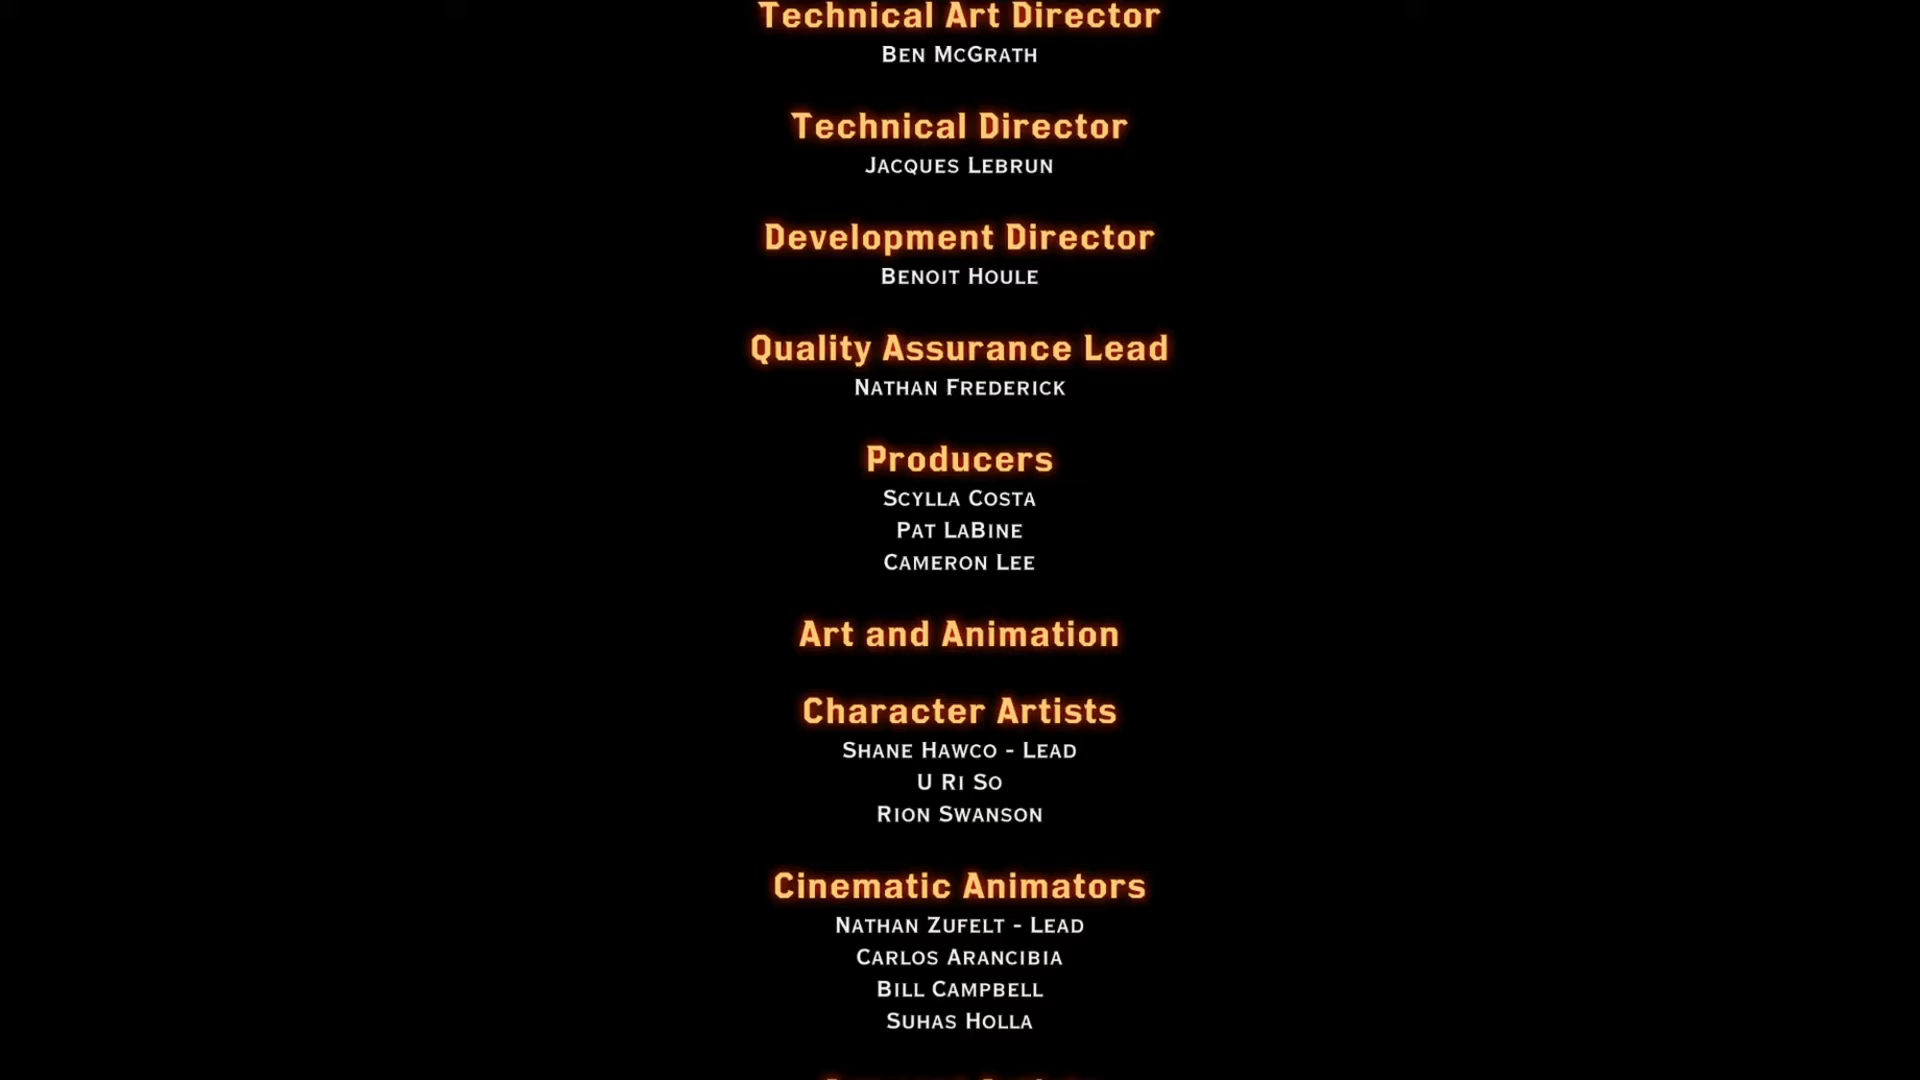 Technical Art Director
Ben McGrath
Technical Director
Jacques Lebrun
Development Director
Benoit Houle
Quality Assurance Lead
Nathan Frederick
Producers
Scylla Costa
Pat LaBine
Cameron Lee
Art and Animation
Character Artists
Shane Hawco - Lead
U Ri So
Rion Swanson
Cinematic Animators
Nathan Zufelt - Lead
Carlos Arancibia
Bill Campbell
Suhas Holla